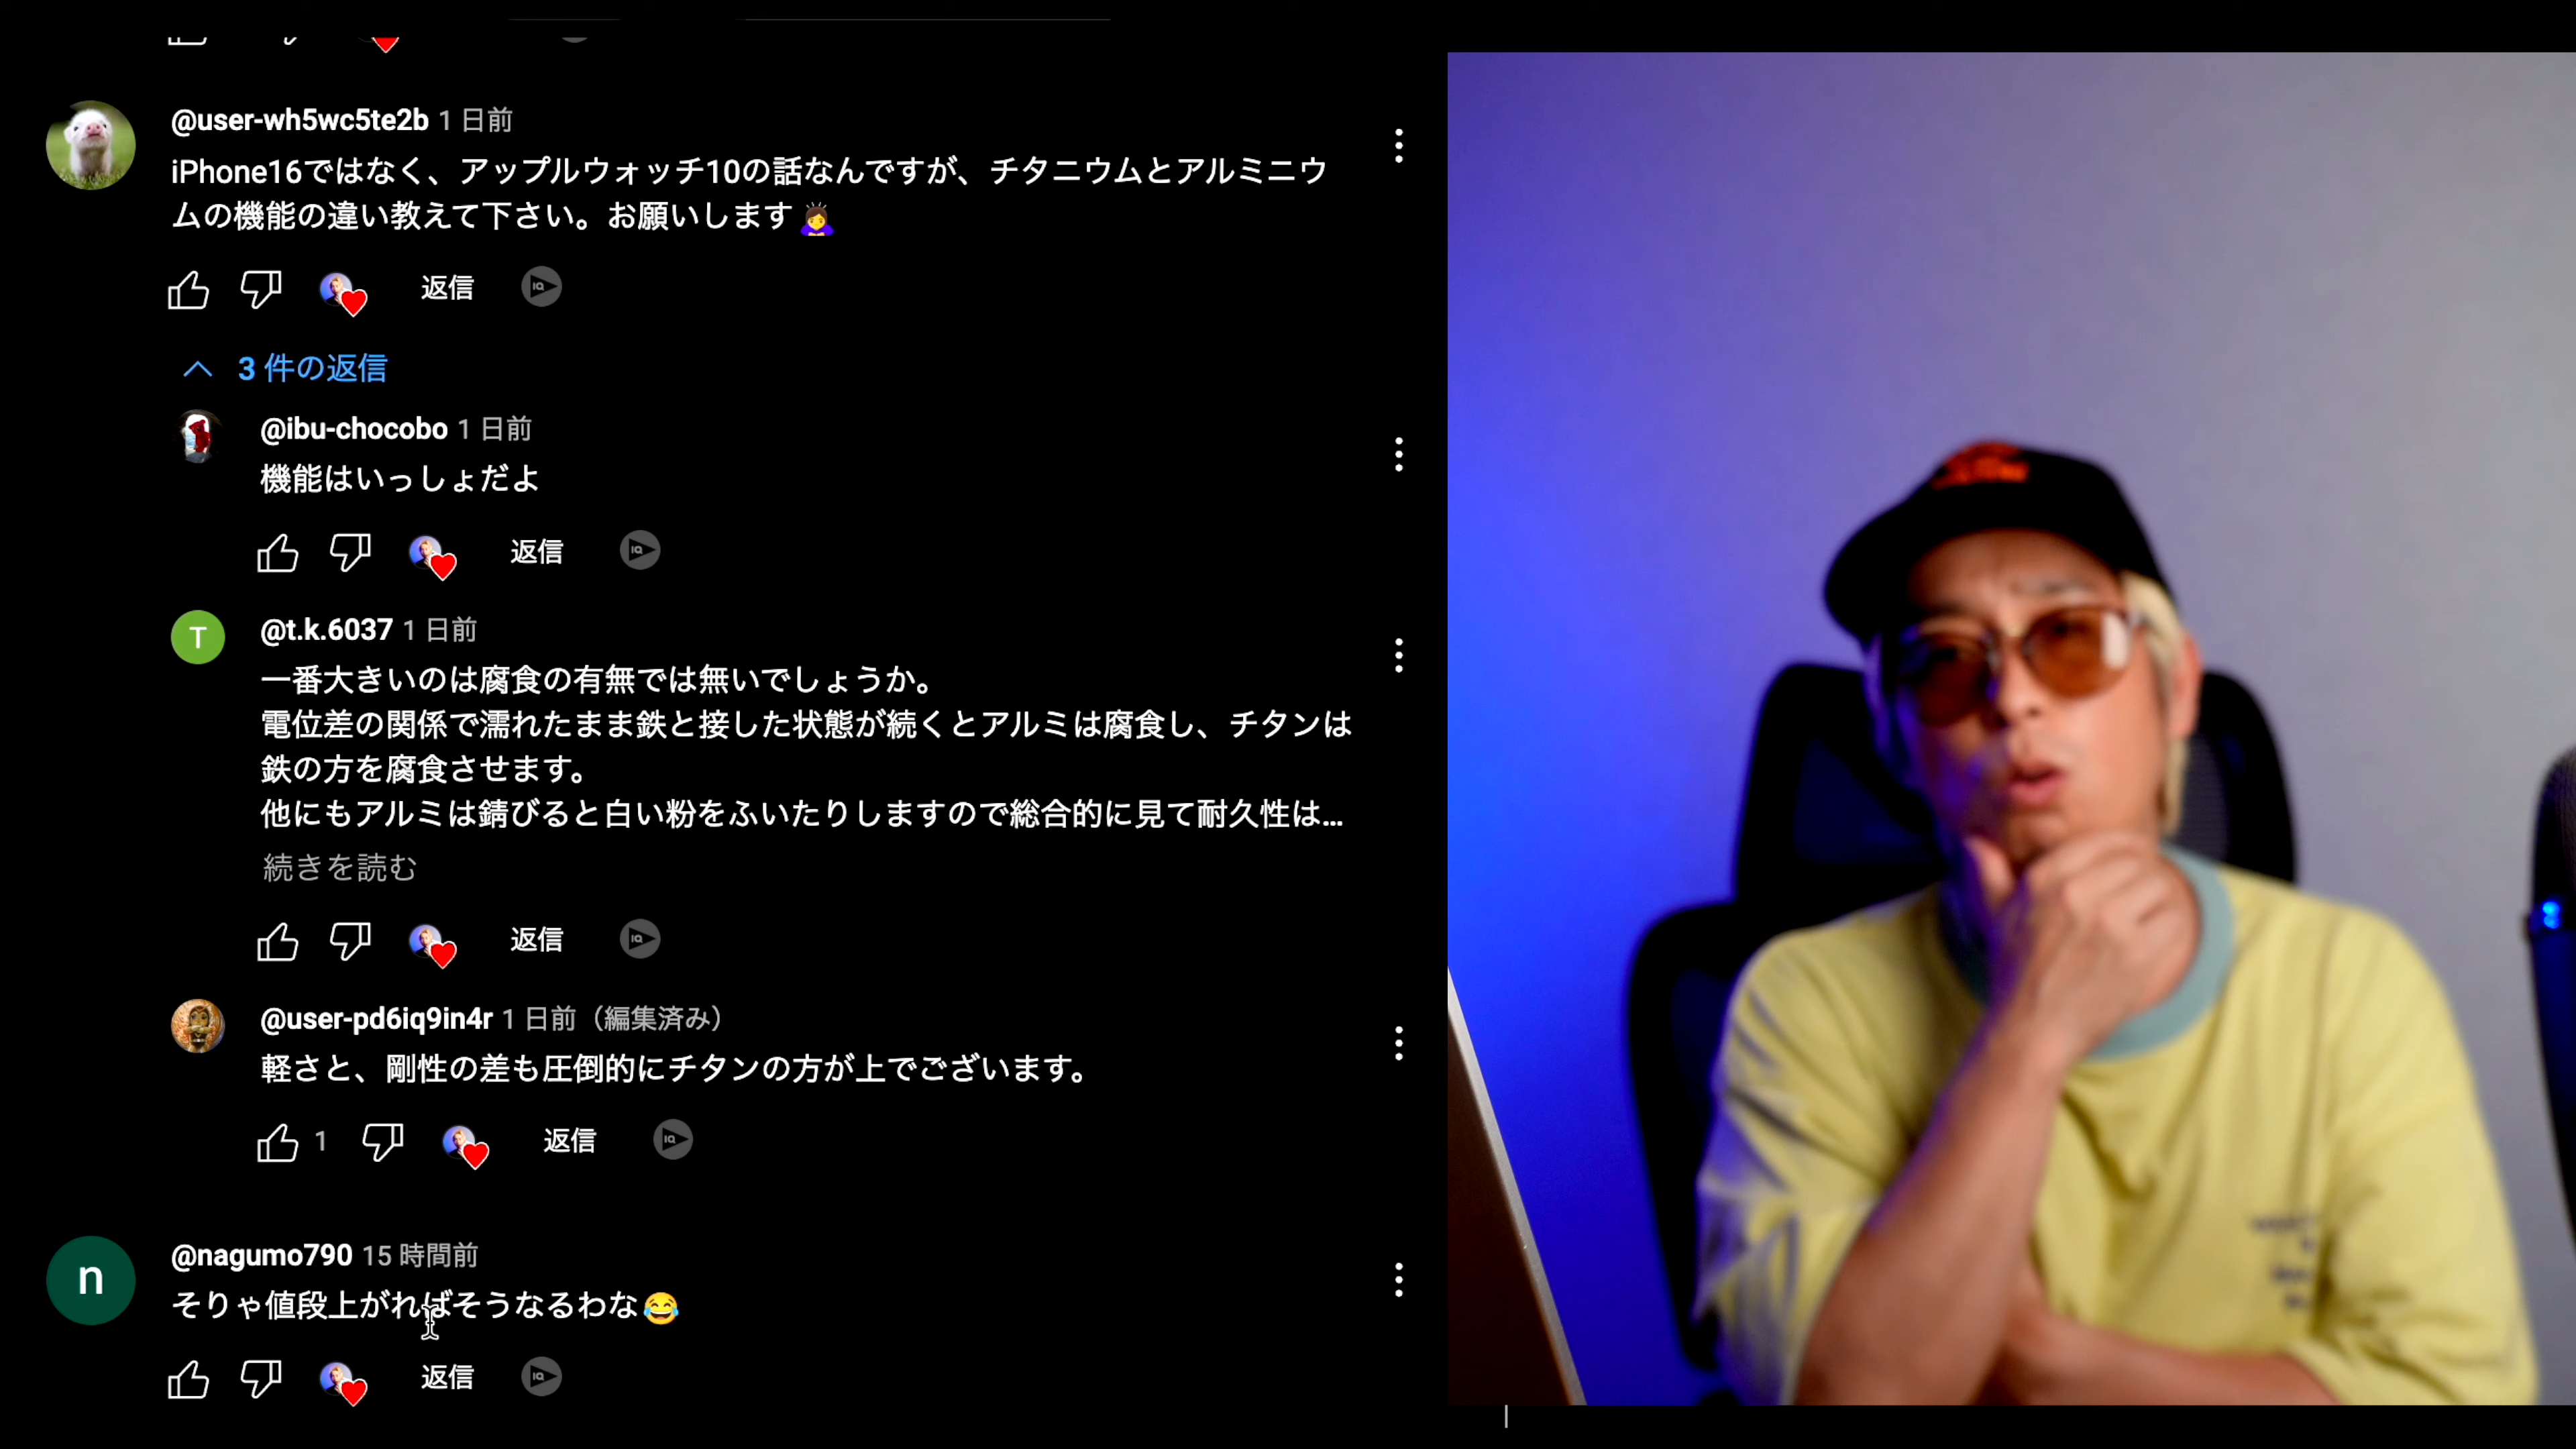 @user-wh5wc5te2b 1 日前
iPhone16ではなく、アップルウォッチ10の話なんですが、チタニウムとアルミニウ
ムの機能の違い教えて下さい。お願いします🙇‍♀️
返信
3 件の返信
@ibu-chocobo 1 日前
機能はいっしょだよ
返信
T
@t.k.6037 1 日前
一番大きいのは腐食の有無では無いでしょうか。
電位差の関係で濡れたまま鉄と接した状態が続くとアルミは腐食し、チタンは
鉄の方を腐食させます。
他にもアルミは錆びると白い粉をふいたりしますので総合的に見て耐久性は...
続きを読む
返信
@user-pd6iq9in4r 1 日前（編集済み）
軽さと、剛性の差も圧倒的にチタンの方が上でございます。
1 返信
n
@nagumo790 15 時間前
そりゃ値段上がればそうなるわな😂
返信